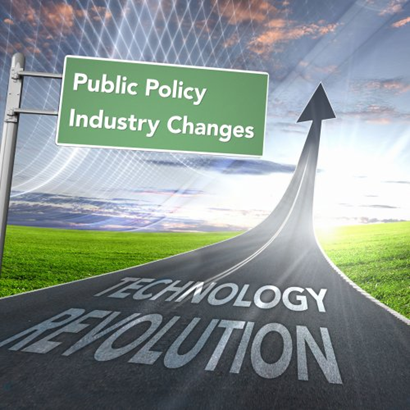 Public Policy
Industry Changes
TECHNOLOGY
REVOLUTION